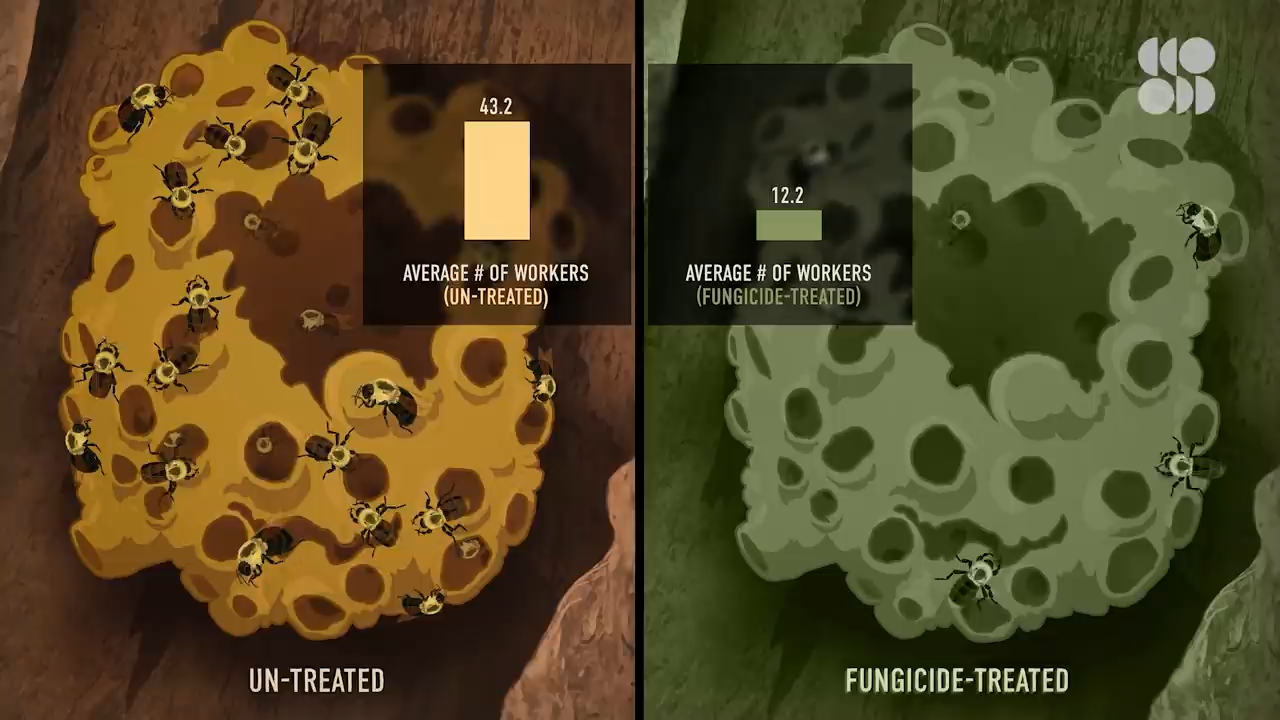 43.2
AVERAGE # OF WORKERS
(UN-TREATED)
12.2
AVERAGE # OF WORKERS
(FUNGICIDE-TREATED)
UN-TREATED
FUNGICIDE-TREATED